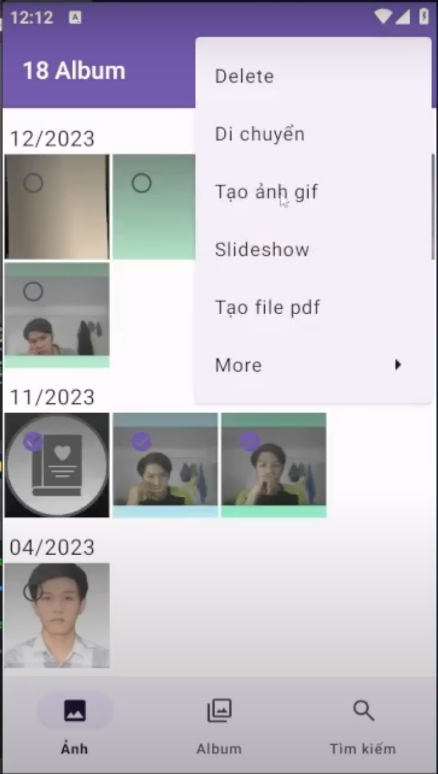 12:12 A
18 Album
Delete
Di chuyển
Tạo ảnh gif
Slideshow
Tạo file pdf
More
12/2023
11/2023
04/2023
Ảnh
Album
Tìm kiếm